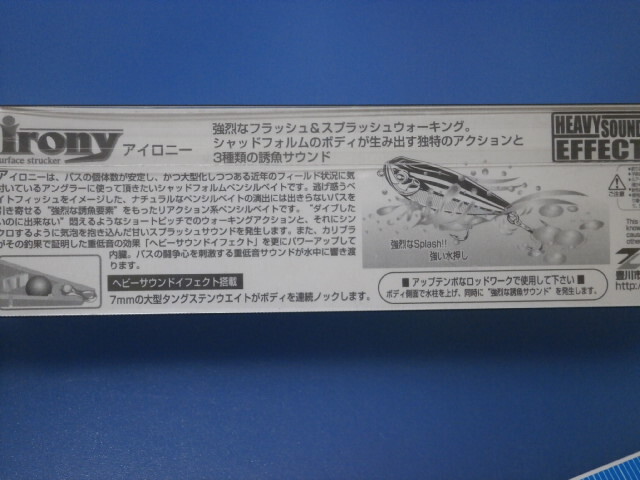 irony アイロニー
surface strucker
強烈なフラッシュ&スプラッシュウォーキング。
シャッドフォルムのボディが生み出す独特のアクションと
3種類の誘魚サウンド
HEAVY SOUND
EFFECT
アイロニーは、バスの個体数が安定し、かつ大型化しつつある近年のフィールド状況に気
付いているアングラーに使って頂きたいシャッドフォルムペンシルベイトです。逃げ惑うベ
イトフィッシュをイメージした、ナチュラルなペンシルベイトの演出には出きらないバスを
引き寄せる"強烈な誘魚要素"をもったリアクション系ペンシルベイトです。"ダイブした
いのに出来ない"悶えるようなショートピッチでのウォーキングアクションと、それにシン
クロするように気泡を抱き込んだ甘いスプラッシュサウンドを発生します。また、カリブラ
がその釣果で証明した重低音の効果「ヘビーサウンドイフェクト」を更にパワーアップして
内臓。バスの闘争心を刺激する重低音サウンドが水中に響き渡
ります。
ヘビーサウンドイフェクト搭載
7mmの大型タングステンウエイトがボディを連続ノックします。
強烈なSplash!!
強い水押し
■ アップテンポなロッドワークで使用して下さい ■
ボディ側面で水柱を上げ、同時に"強烈な誘魚サウンド"を発生します。
ご注意
This
http:/